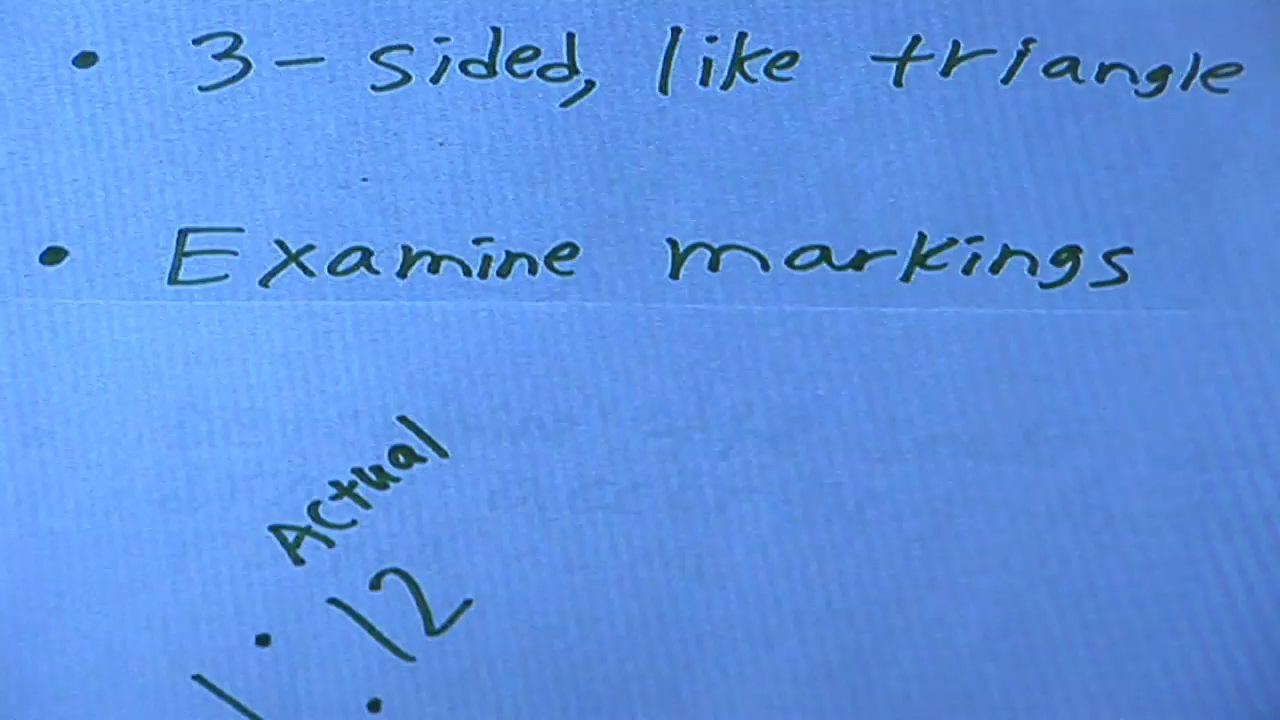 • 3-sided, like triangle
• Examine markings
Actual
1:12